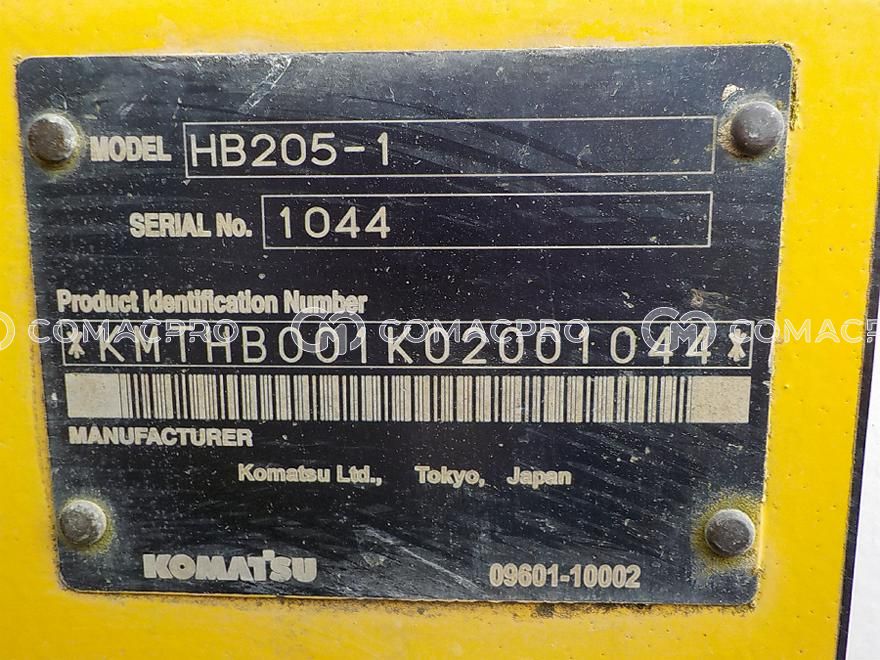 MODEL HB205-1
SERIAL No. 1044
Product Identification Number
COMACPRO COMACPRO COMACPRO
*KMTHB001K02001044*
MANUFACTURER
Komatsu Ltd., Tokyo, Japan
KOMATSU 09601-10002